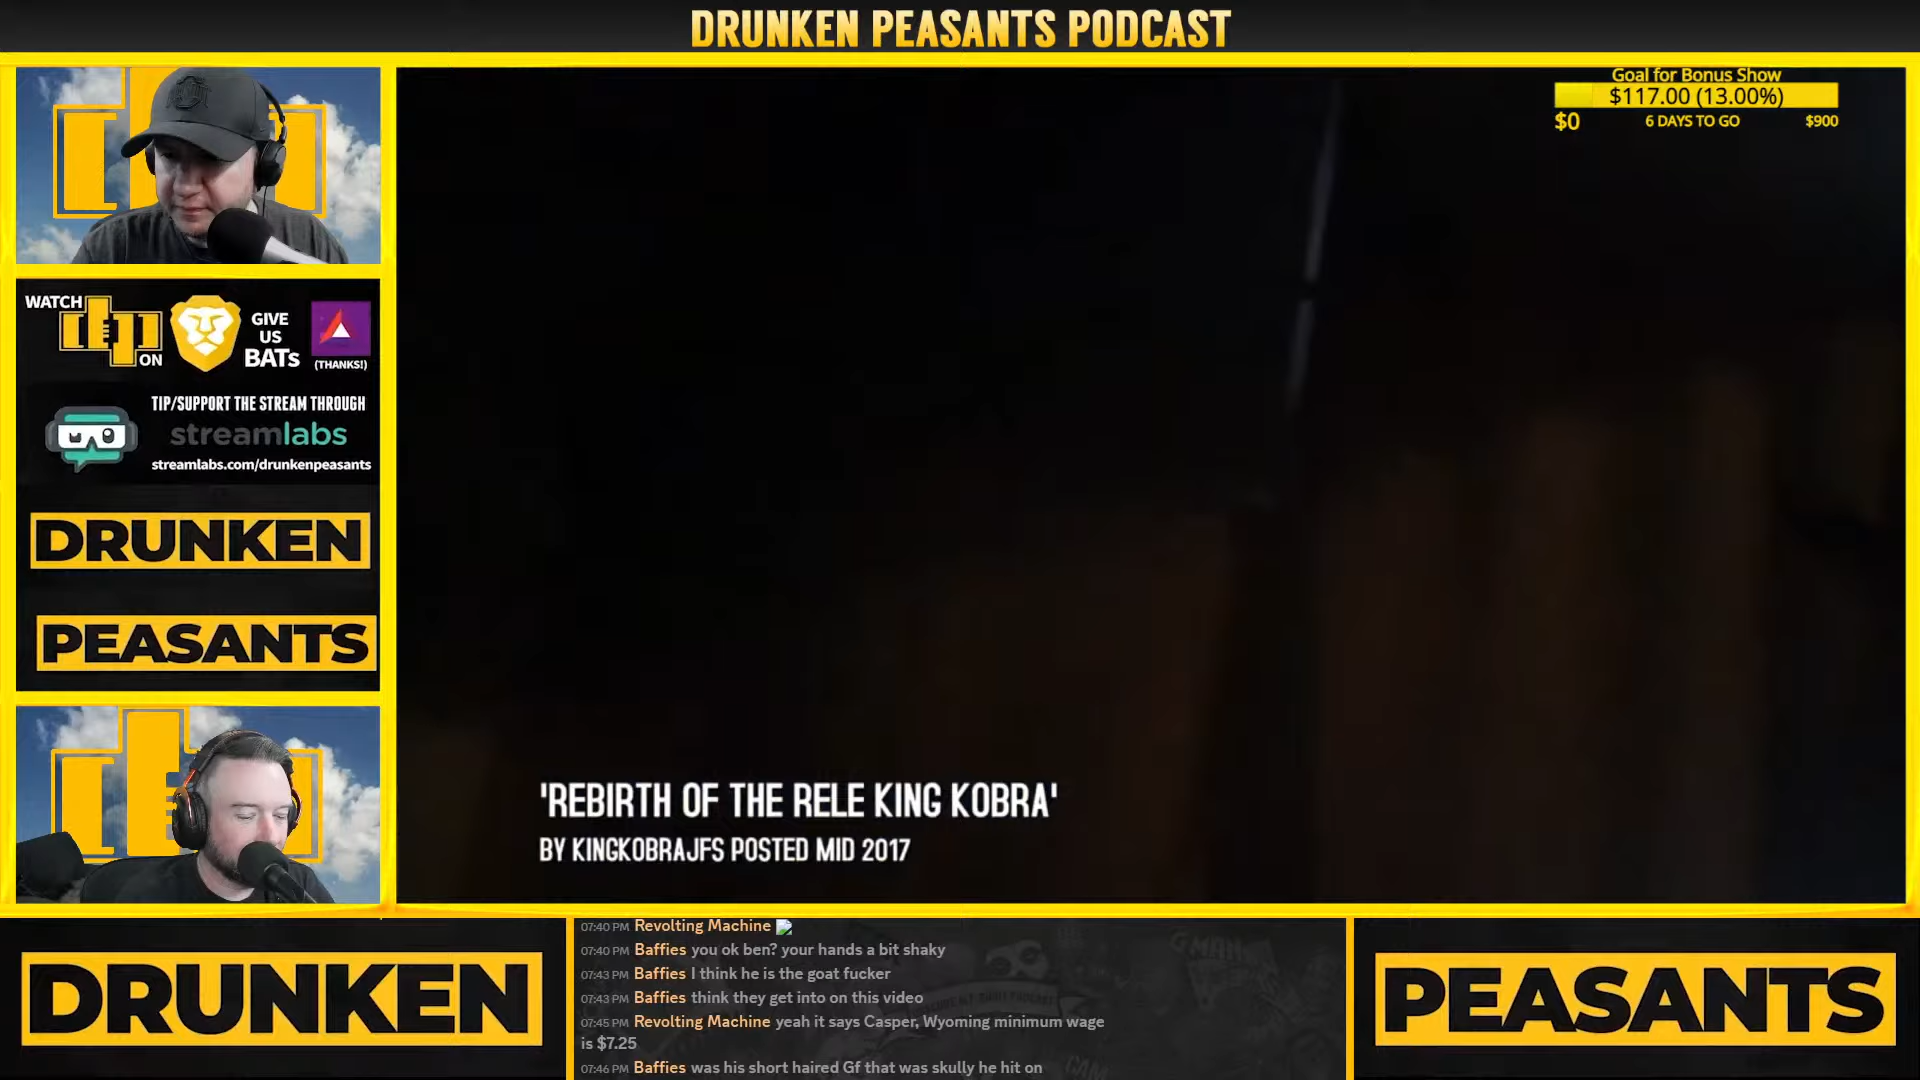 DRUNKEN PEASANTS PODCAST
Goal for Bonus Show
$117.00 (13.00%)
$0 6 DAYS TO GO $900
WATCH
ON
GIVE
US
BATs
(THANKS!)
TIP/SUPPORT THE STREAM THROUGH
streamlabs
streamlabs.com/drunkenpeasants
DRUNKEN
PEASANTS
'REBIRTH OF THE RELE KING KOBRA'
BY KINGKOBRAJFS POSTED MID 2017
07:40 PM Revolting Machine
07:40 PM Baffies you ok ben? your hands a bit shaky
07:43 PM Baffies I think he is the goat fucker
07:43 PM Baffies think they get into on this video
07:45 PM Revolting Machine yeah it says Casper, Wyoming minimum wage
is $7.25
07:46 PM Baffies was his short haired Gf that was skully he hit on
DRUNKEN
PEASANTS